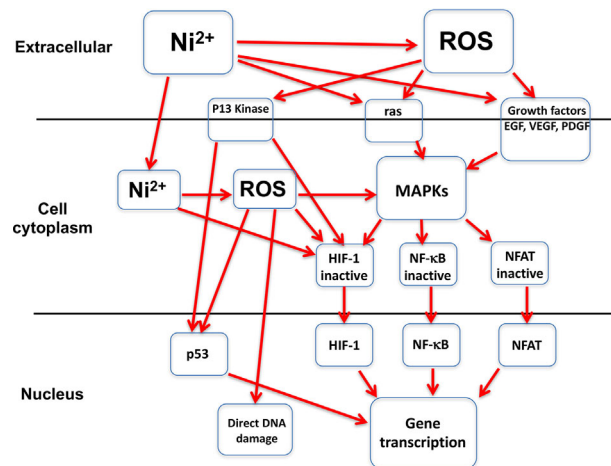 Extracellular
Ni²⁺
ROS
P13 Kinase
ras
Growth factors
EGF, VEGF, PDGF
Cell
cytoplasm
Ni²⁺
ROS
MAPKs
HIF-1
inactive
NF-κB
inactive
NFAT
inactive
Nucleus
p53
HIF-1
NF-κB
NFAT
Direct DNA
damage
Gene
transcription